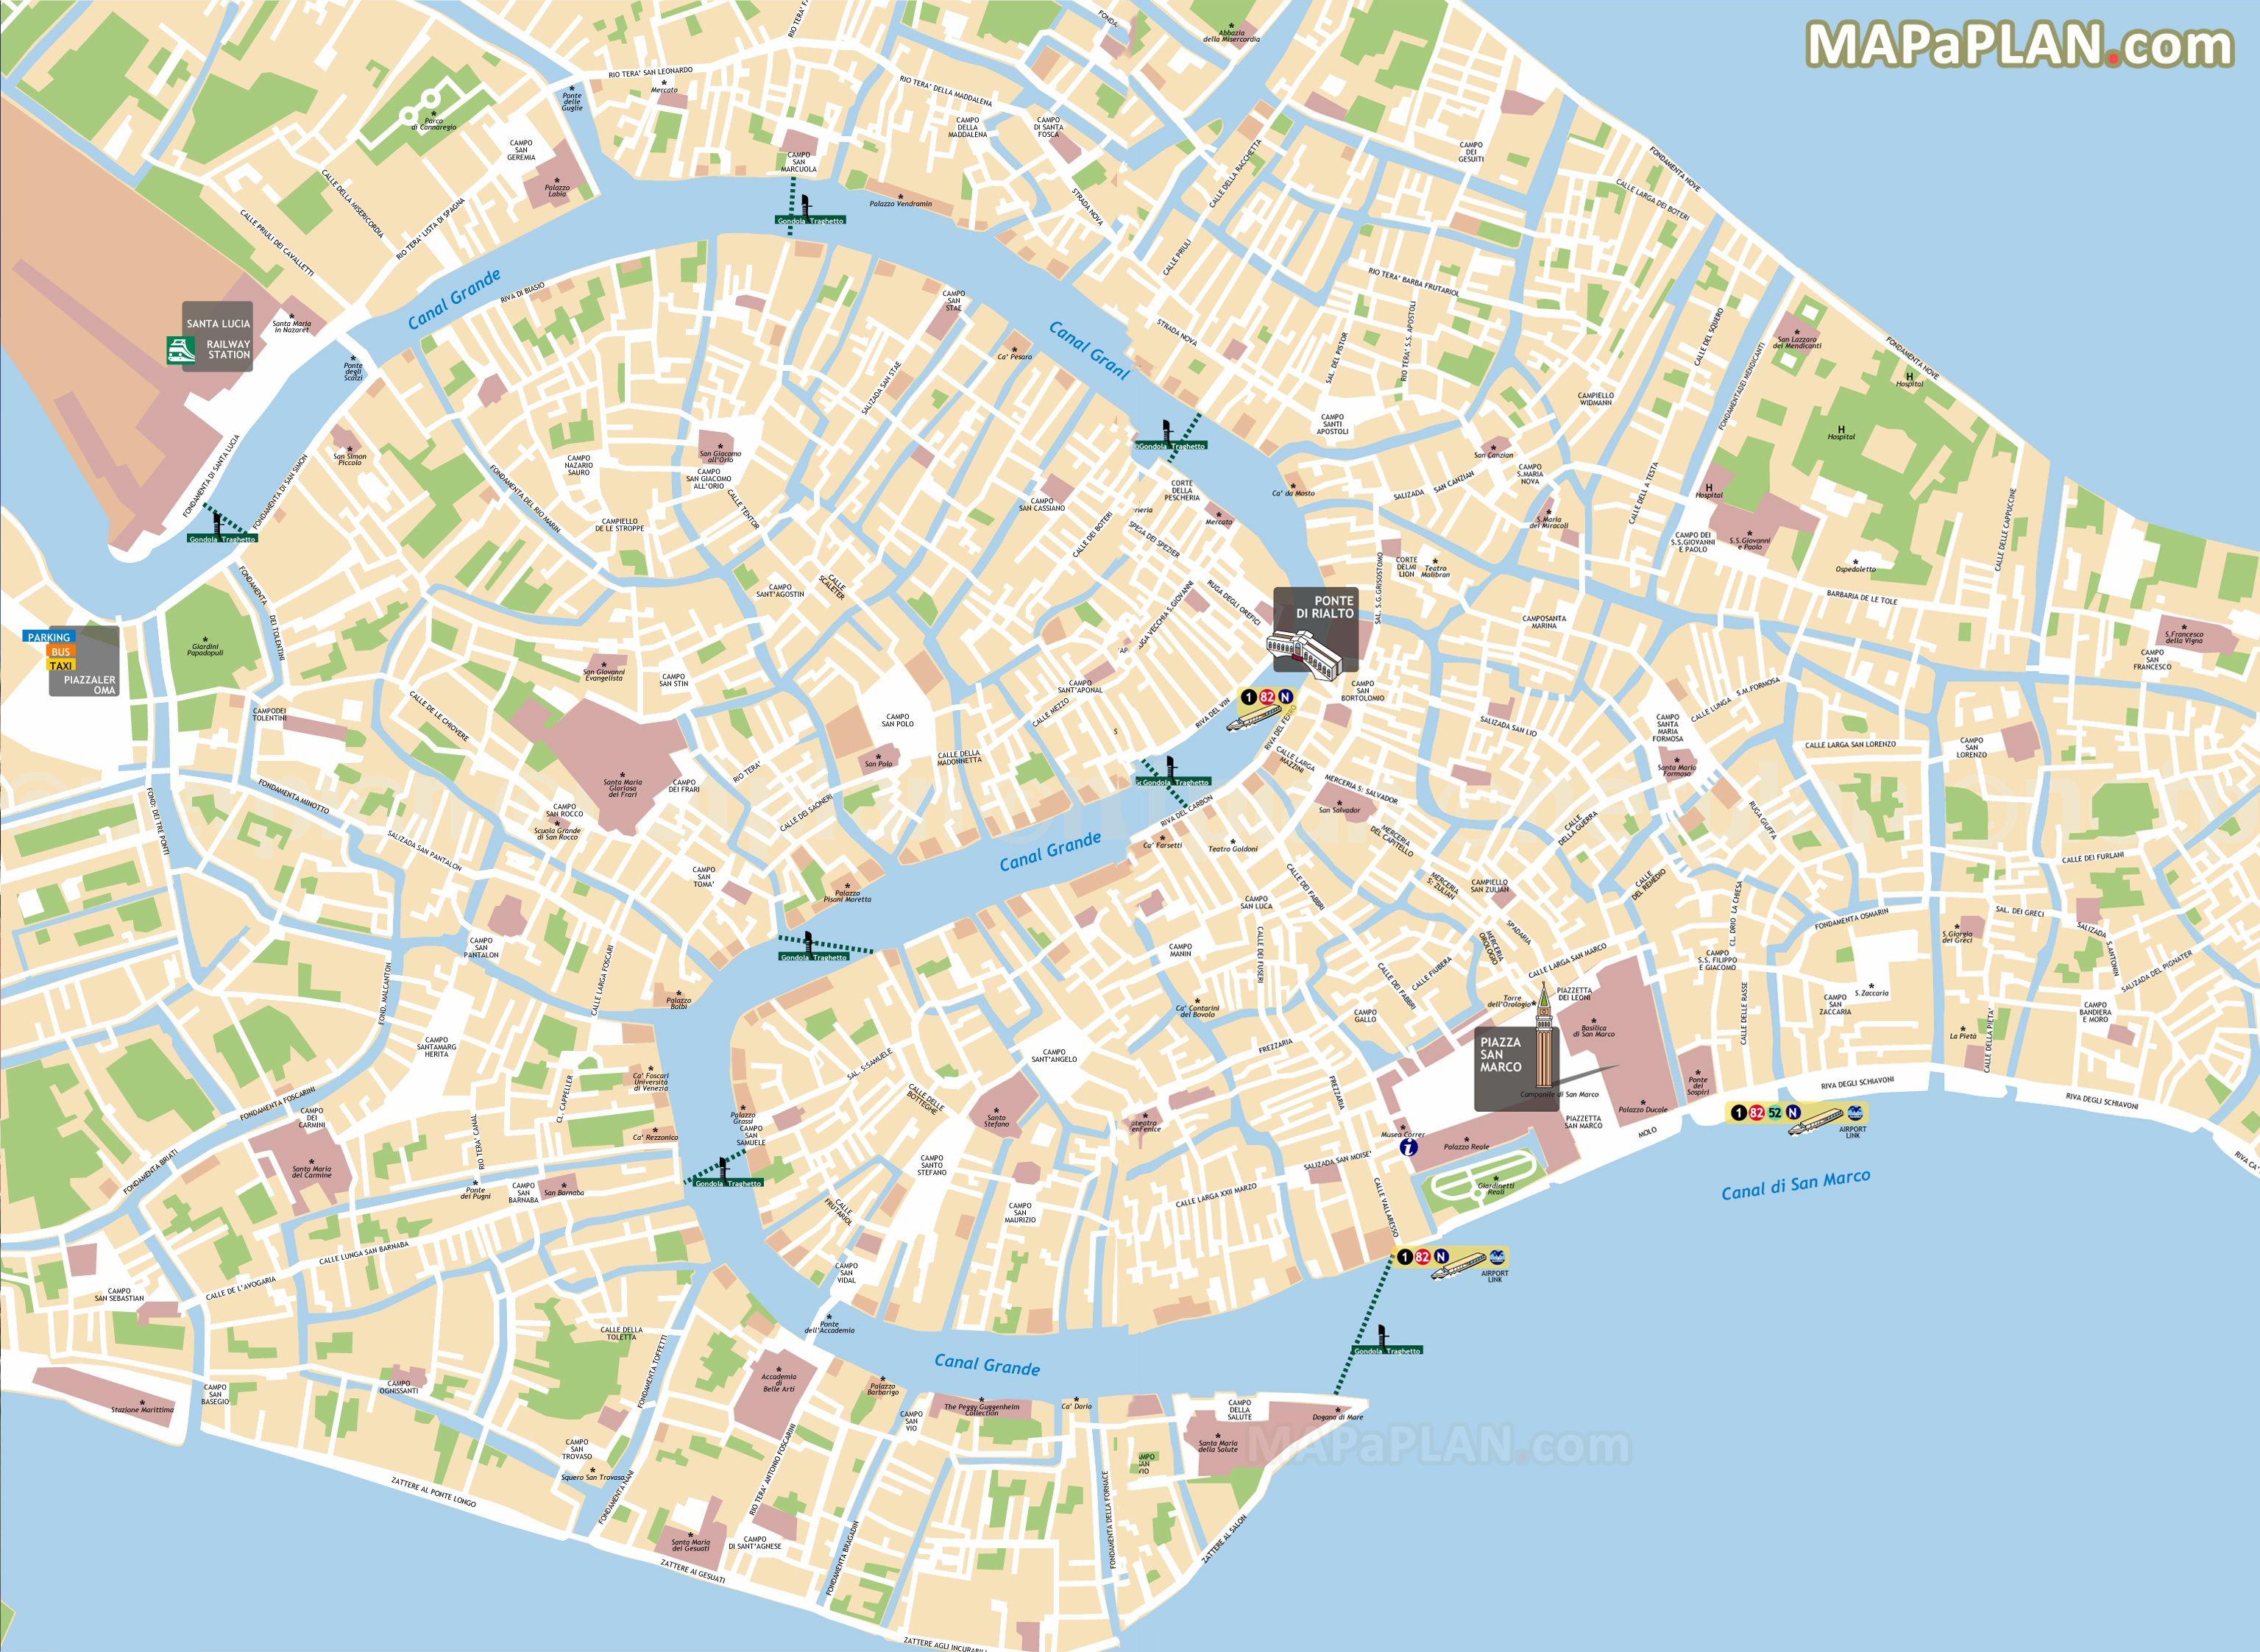 MAPaPLAN.com
Abbazia
della Misericordia
RIO TERA' SAN LEONARDO
Mercato
Ponte
delle
Guglie
RIO TERA' DELLA MADDALENA
CAMPO
DELLA
MADDALENA
CAMPO
DI SANTA
FOSCA
Parco
di Cannaregio
CAMPO
SAN
GEREMIA
CAMPO
SAN
MARCUOLA
Palazzo
Labia
Gondola Traghetto
Palazzo Vendramin
STRADA NOVA
CALLE DELLA RACCHETTA
CALLE PRIULI
CAMPO
DEI
GESUITI
FONDAMENTA NOVE
CALLE LARGA DEI BOTERI
CALLE DELLA MISERICORDIA
CALLE PRIULI DEI CAVALLETTI
RIO TERA' LISTA DI SPAGNA
Canal Grande
RIVA DI BIASIO
CAMPO
SAN
STAE
Canal Granl
STRADA NOVA
RIO TERA' BARBA FRUTARIOL
SANTA LUCIA
RAILWAY
STATION
Santa Maria
in Nazaret
Ponte
degli
Scalzi
Ca' Pesaro
SALIZADA SAN STAE
SAL. DEL PISTOR
RIO TERA' S.S. APOSTOLI
CALLE DEL SQUERO
FONDAMENTADEI MENDICANTI
San Lazzaro
dei Mendicanti
FONDAMENTA NOVE
H
Hospital
H
Hospital
H
Hospital
CAMPIELLO
WIDMANN
CAMPO
SANTI
APOSTOLI
Gondola Traghetto
San Canzian
SALIZADA SAN CANZIAN
CAMPO
S.MARIA
NOVA
CALLE DELL A TESTA
Ca' da Mosto
San Simon
Piccolo
FONDAMENTA DI SANTA LUCIA
FONDAMENTA DI SAN SIMON
Gondola Traghetto
FONDAMENTA DEL RIO MARIN
CAMPO
NAZARIO
SAURO
San Giacomo
all'Orio
CAMPO
SAN GIACOMO
ALL'ORIO
CALLE TENTOR
CAMPIELLO
DE LE STROPPE
CAMPO
SAN CASSIANO
CORTE
DELLA
PESCHERIA
Mercato
CALLE DEI BOTERI
SPEGA DEI SPEZIER
S.Maria
dei Miracoli
CAMPO DEI
S.S.GIOVANNI
E PAOLO
S.S.Giovanni
e Paolo
Ospedaletto
CALLE DELLE CAPPUCCINE
BARBARIA DE LE TOLE
S.Francesco
della Vigna
CAMPO
SAN
FRANCESCO
CORTE
DELMI
LION
Teatro
Malibran
SAL. S.G.GRISOSTOMO
CAMPOSANTA
MARINA
PONTE
DI RIALTO
RUGA DEGLI OREFICI
UGA VECCHIA S.GIOVANNI
CAMPO
SANT'AGOSTIN
CALLE
SCALETER
FONDAMENTA
DEI TOLENTINI
Giardini
Papadopuli
PARKING
BUS
TAXI
PIAZZALER
OMA
San Giovanni
Evangelista
CAMPO
SAN STIN
CAMPO
SANT'APONAL
CALLE MEZZO
RIVA DEL VIN
1 82 N
CAMPO
SAN
BORTOLOMIO
CALLE DE LE CHIOVERE
CAMPODEI
TOLENTINI
CAMPO
SAN POLO
San Polo
CALLE DELLA
MADONNETTA
RIVA DEL FERRO
SALIZADA SAN LIO
CAMPO
SANTA
MARIA
FORMOSA
CALLE LUNGA S.M.FORMOSA
Santa Maria
Formosa
CALLE LARGA SAN LORENZO
CAMPO
SAN
LORENZO
Santa Maria
Gloriosa
dei Frari
CAMPO
DEI FRARI
RIO TERA'
CALLE DEI SAONERI
Gondola Traghetto
RIVA DEL CARBON
CALLE LARGA
MAZZINI
MERCERIA S: SALVADOR
San Salvador
MERCERIA
DEL CAPITELLO
FONDAMENTA MINOTTO
FOND: DEI TRE PONTI
CAMPO
SAN ROCCO
Scuola Grande
di San Rocco
SALIZADA SAN PANTALON
Canal Grande
Ca' Farsetti
Teatro Goldoni
CALLE
DELLA GUERRA
RUGA GIUFFA
CALLE DEI FURLANI
CAMPO
SAN
TOMA'
Palazzo
Pisani Moretta
CAMPO
SAN LUCA
CALLE DEI FABBRI
MERCERIA
S: ZULIAN
CAMPIELLO
SAN ZULIAN
CALLE
DEL REMEDIO
SAL. DEI GRECI
FONDAMENTA OSMARIN
S.Giorgio
dei Greci
CAMPO
SAN
PANTALON
Gondola Traghetto
CAMPO
MANIN
CALLE DEI FUSERI
SPADARIA
MERCERIA
OROLOGIO
CALLE LARGA SAN MARCO
CL. DRIO LA CHIESA
CAMPO
S.S. FILIPPO
E GIACOMO
SALIZADA S.ANTONIN
SALIZADA DEL PIGNATER
CALLE LARGA FOSCARI
FOND. MALCANTON
Palazzo
Balbi
Ca' Contarini
del Bovolo
CALLE DEI FABBRI
CALLE FIUBERA
CAMPO
GALLO
Torre
dell'Orologio
PIAZZETTA
DEI LEONI
Basilica
di San Marco
CALLE DELLE RASSE
S.Zaccaria
CAMPO
SAN
ZACCARIA
La Pietà
CALLE DELLA PIETA'
CAMPO
BANDIERA
E MORO
CAMPO
SANTAMARG
HERITA
SAL. S:SAMUELE
CAMPO
SANT'ANGELO
FREZZARIA
FREZZARIA
PIAZZA
SAN
MARCO
Campanile di San Marco
Palazzo Ducale
Ponte
dei
Sospiri
RIVA DEGLI SCHIAVONI
RIVA DEGLI SCHIAVONI
1 82 52 N
AIRPORT
LINK
PIAZZETTA
SAN MARCO
MOLO
Ca' Foscari
Università
di Venezia
CL. CAPPELLER
CALLE DELLE
BOTTEGHE
Palazzo
Grassi
CAMPO
SAN
SAMUELE
Santo
Stefano
Museo Correr
Palazzo Reale
Giardinetti
Reali
FONDAMENTA FOSCARINI
CAMPO
DEI
CARMINI
Ca' Rezzonico
RIO TERA' CANAL
Gondola Traghetto
CAMPO
SANTO
STEFANO
SALIZADA SAN MOISE'
CALLE LARGA XXII MARZO
CALLE VALLARESSO
Canal di San Marco
FONDAMENTA BRIATI
Santa Maria
del Carmine
Ponte
dei Pugni
CAMPO
SAN
BARNABA
San Barnaba
CALLE
FRUTARIOL
CAMPO
SAN
MAURIZIO
CALLE LUNGA SAN BARNABA
CALLE DE L'AVOGARIA
CAMPO
SAN SEBASTIAN
CAMPO
SAN
VIDAL
1 82 N
AIRPORT
LINK
Gondola Traghetto
Ponte
dell'Accademia
CALLE DELLA
TOLETTA
FONDAMENTA TOFFETTI
Accademia
di
Belle Arti
Canal Grande
Palazzo
Barbarigo
The Peggy Guggenheim
Collection
Ca' Dario
CAMPO
DELLA
SALUTE
Dogana di Mare
Santa Maria
della Salute
MAPaPLAN.com
Stazione Marittima
CAMPO
SAN
BASEGIO
CAMPO
OGNISSANTI
CAMPO
SAN
VIO
CAMPO
SAN
TROVASO
Squero San Trovaso
FONDAMENTA NANI
RIO TERA' ANTONIO FOSCARINI
ZATTERE AL PONTE LONGO
Santa Maria
dei Gesuati
CAMPO
DI SANT'AGNESE
ZATTERE AI GESUATI
FONDAMENTA BRAGADIN
FONDAMENTA DELLA FORNACE
ZATTERE AL SALON
ZATTERE AGLI INCURABILI